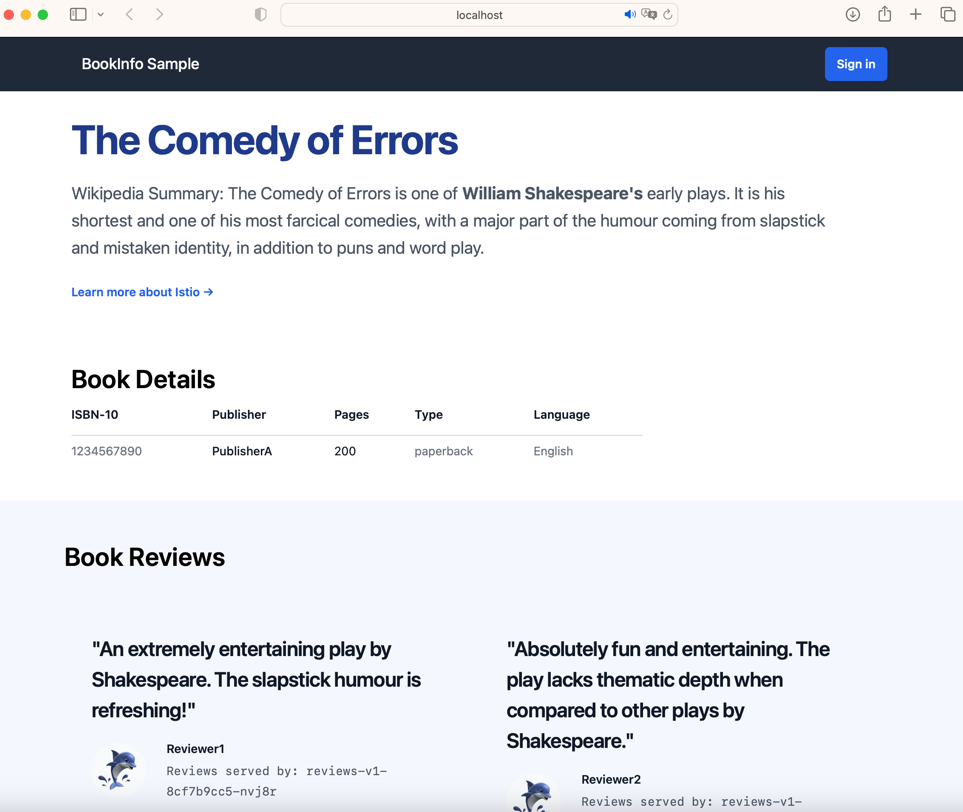 localhost
BookInfo Sample
Sign in
The Comedy of Errors
Wikipedia Summary: The Comedy of Errors is one of William Shakespeare's early plays. It is his
shortest and one of his most farcical comedies, with a major part of the humour coming from slapstick
and mistaken identity, in addition to puns and word play.
Learn more about Istio →
Book Details
ISBN-10 Publisher Pages Type Language
1234567890 PublisherA 200 paperback English
Book Reviews
"An extremely entertaining play by
Shakespeare. The slapstick humour is
refreshing!"
Reviewer1
Reviews served by: reviews-v1-
8cf7b9cc5-nvj8r
"Absolutely fun and entertaining. The
play lacks thematic depth when
compared to other plays by
Shakespeare."
Reviewer2
Reviews served by: reviews-v1-